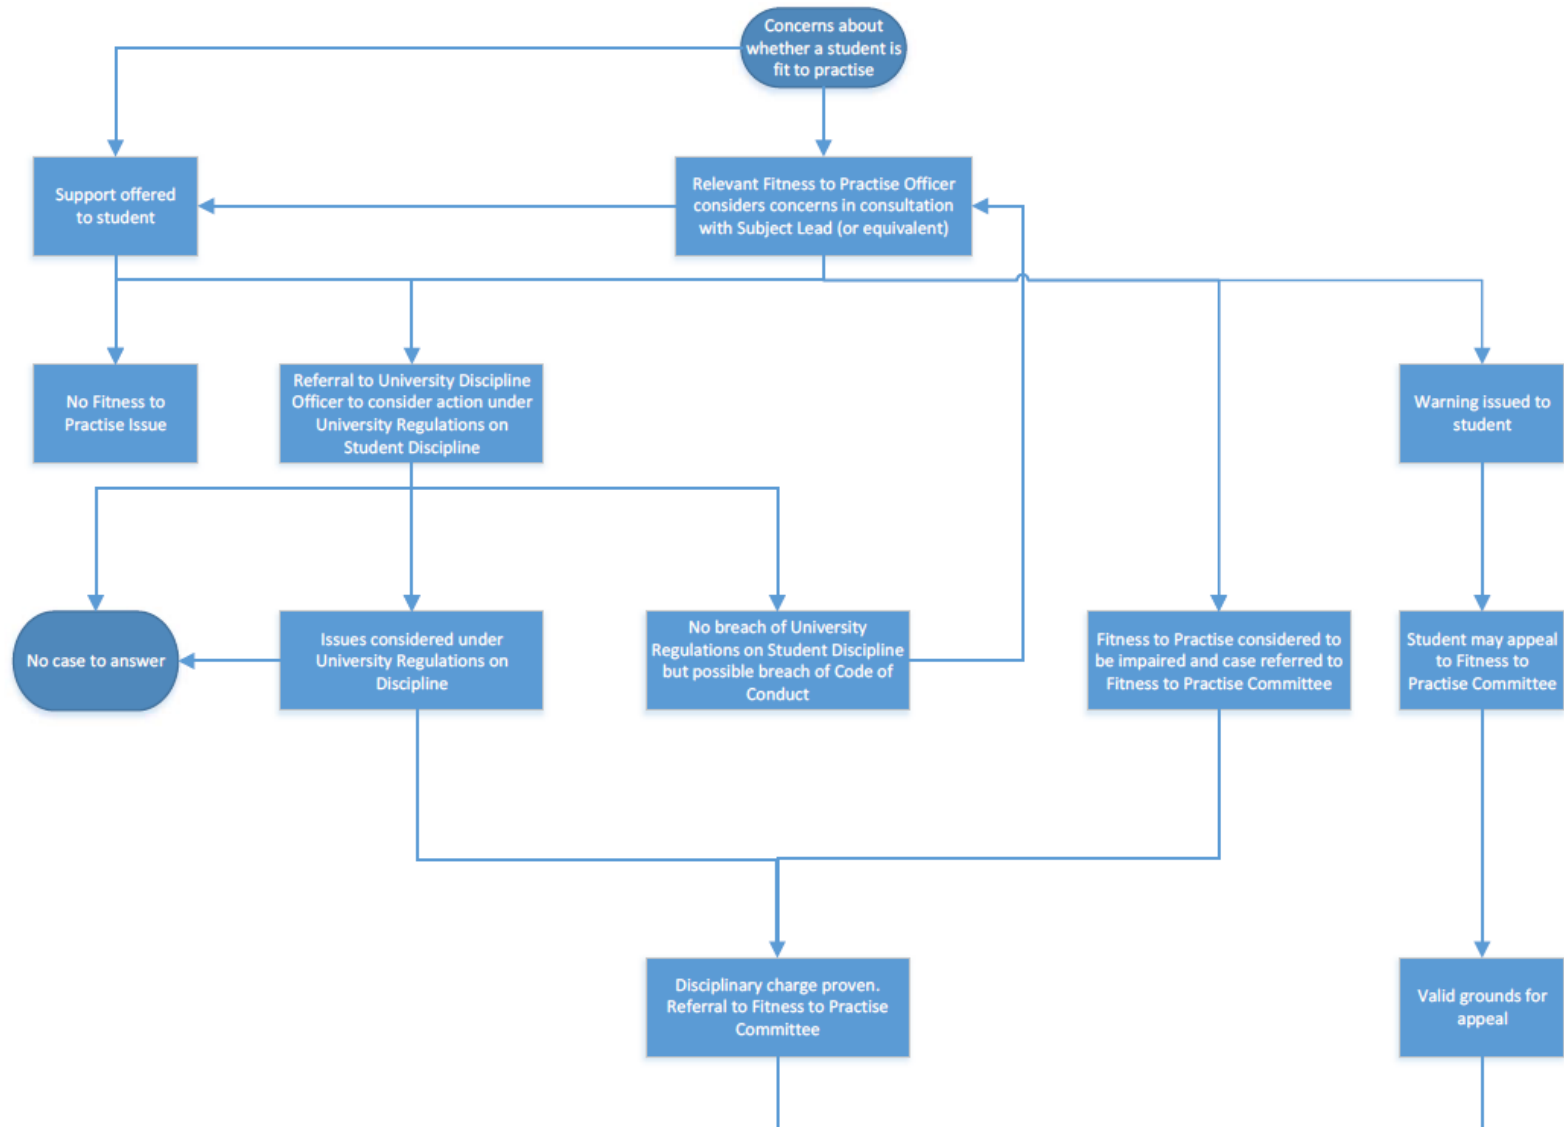 Concerns about
whether a student is
fit to practise
Support offered
to student
Relevant Fitness to Practise Officer
considers concerns in consultation
with Subject Lead (or equivalent)
No Fitness to
Practise Issue
Referral to University Discipline
Officer to consider action under
University Regulations on
Student Discipline
Warning issued to
student
No case to answer
Issues considered under
University Regulations on
Discipline
No breach of University
Regulations on Student Discipline
but possible breach of Code of
Conduct
Fitness to Practise considered to
be impaired and case referred to
Fitness to Practise Committee
Student may appeal
to Fitness to
Practise Committee
Disciplinary charge proven.
Referral to Fitness to Practise
Committee
Valid grounds for
appeal